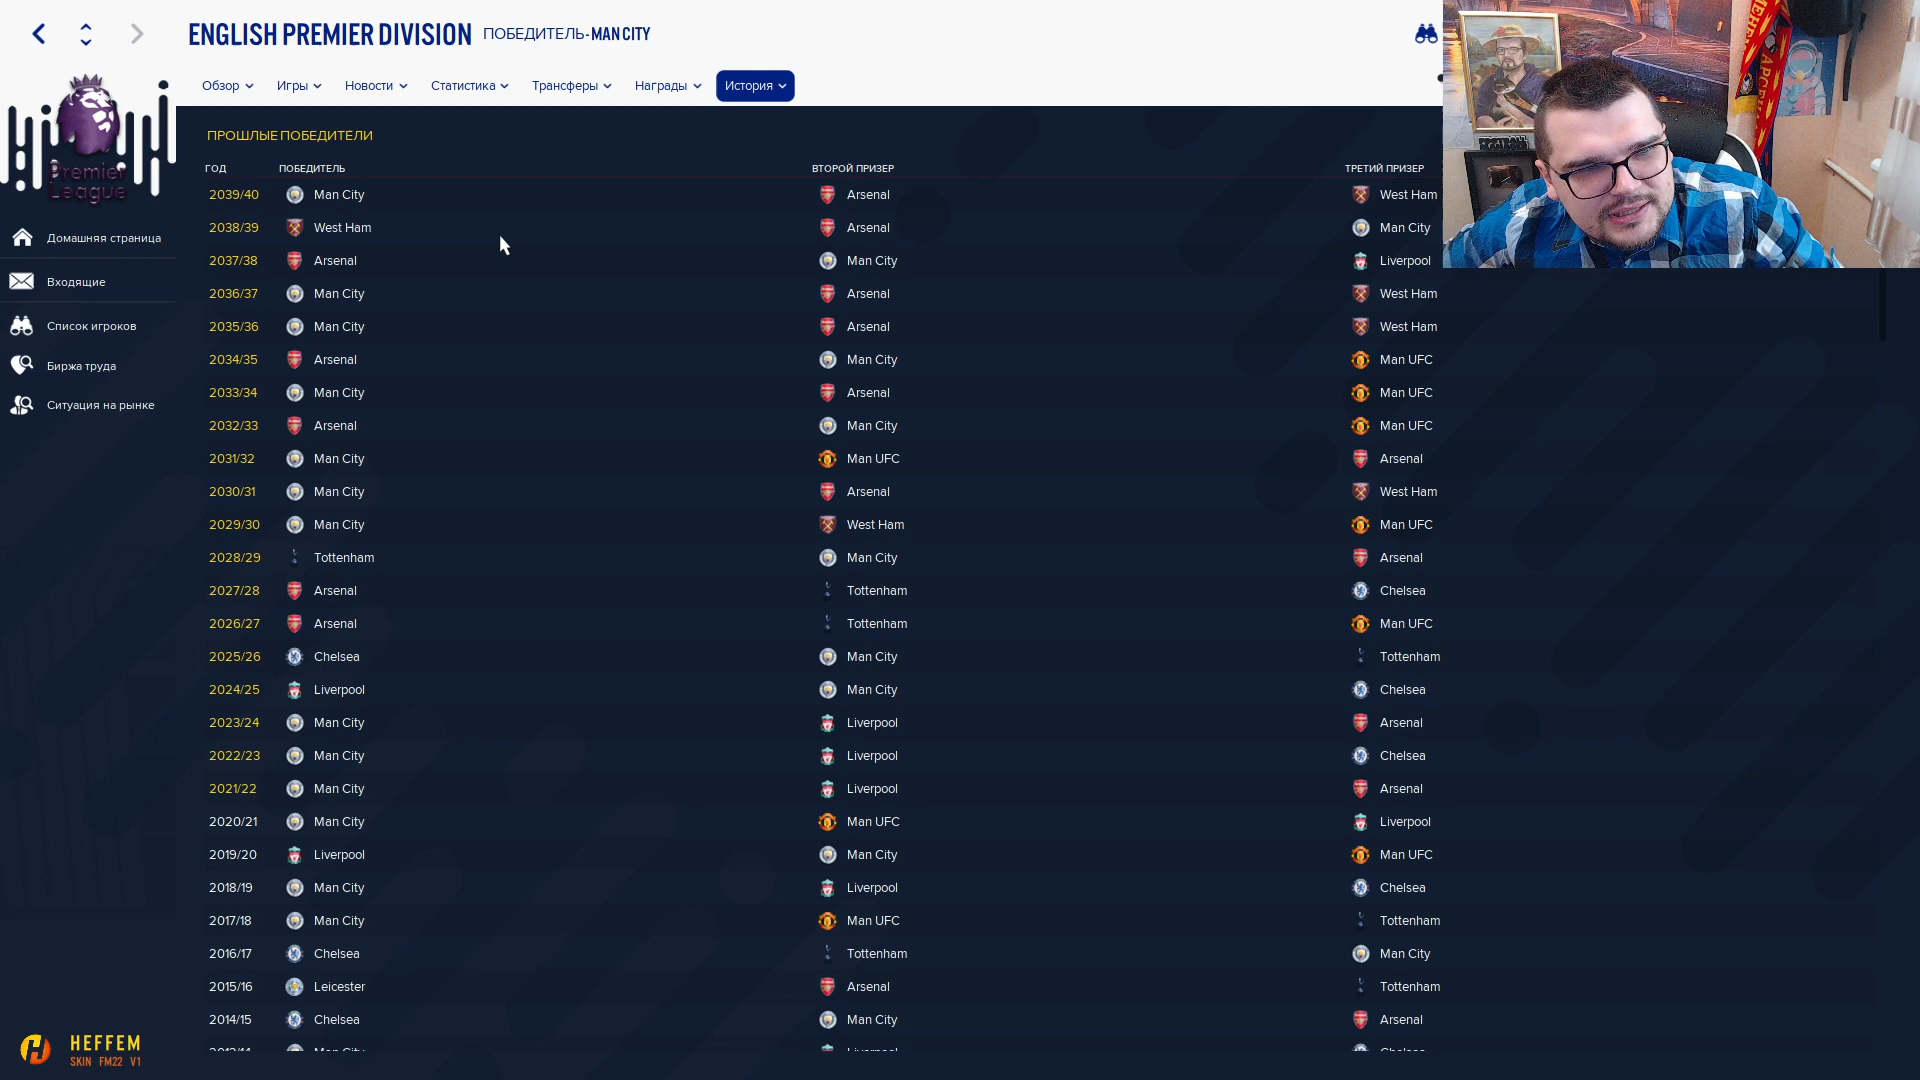 ENGLISH PREMIER DIVISION ПОБЕДИТЕЛЬ - MAN CITY
Обзор Игры Новости Статистика Трансферы Награды История
Premier
League
Домашняя страница
Входящие
Список игроков
Биржа труда
Ситуация на рынке
ПРОШЛЫЕ ПОБЕДИТЕЛИ
ГОД ПОБЕДИТЕЛЬ ВТОРОЙ ПРИЗЕР ТРЕТИЙ ПРИЗЕР
2039/40 Man City Arsenal West Ham
2038/39 West Ham Arsenal Man City
2037/38 Arsenal Man City Liverpool
2036/37 Man City Arsenal West Ham
2035/36 Man City Arsenal West Ham
2034/35 Arsenal Man City Man UFC
2033/34 Man City Arsenal Man UFC
2032/33 Arsenal Man City Man UFC
2031/32 Man City Man UFC Arsenal
2030/31 Man City Arsenal West Ham
2029/30 Man City West Ham Man UFC
2028/29 Tottenham Man City Arsenal
2027/28 Arsenal Tottenham Chelsea
2026/27 Arsenal Tottenham Man UFC
2025/26 Chelsea Man City Tottenham
2024/25 Liverpool Man City Chelsea
2023/24 Man City Liverpool Arsenal
2022/23 Man City Liverpool Chelsea
2021/22 Man City Liverpool Arsenal
2020/21 Man City Man UFC Liverpool
2019/20 Liverpool Man City Man UFC
2018/19 Man City Liverpool Chelsea
2017/18 Man City Man UFC Tottenham
2016/17 Chelsea Tottenham Man City
2015/16 Leicester Arsenal Tottenham
2014/15 Chelsea Man City Arsenal
HEFFEM
SKIN FM22 V1